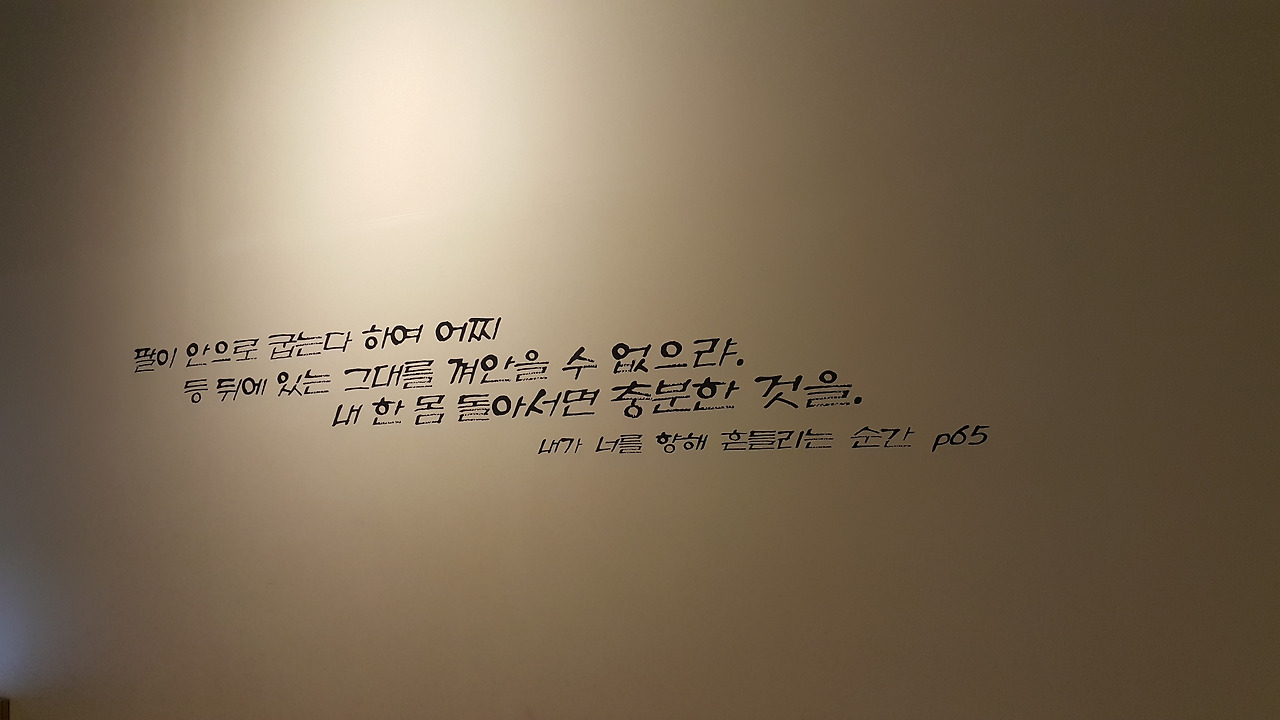 팔이 안으로 굽는다 하여 어찌
등 뒤에 있는 그대를 껴안을 수 없으랴.
내 한 몸 돌아서면 충분한 것을.
내가 너를 향해 흔들리는 순간 p65